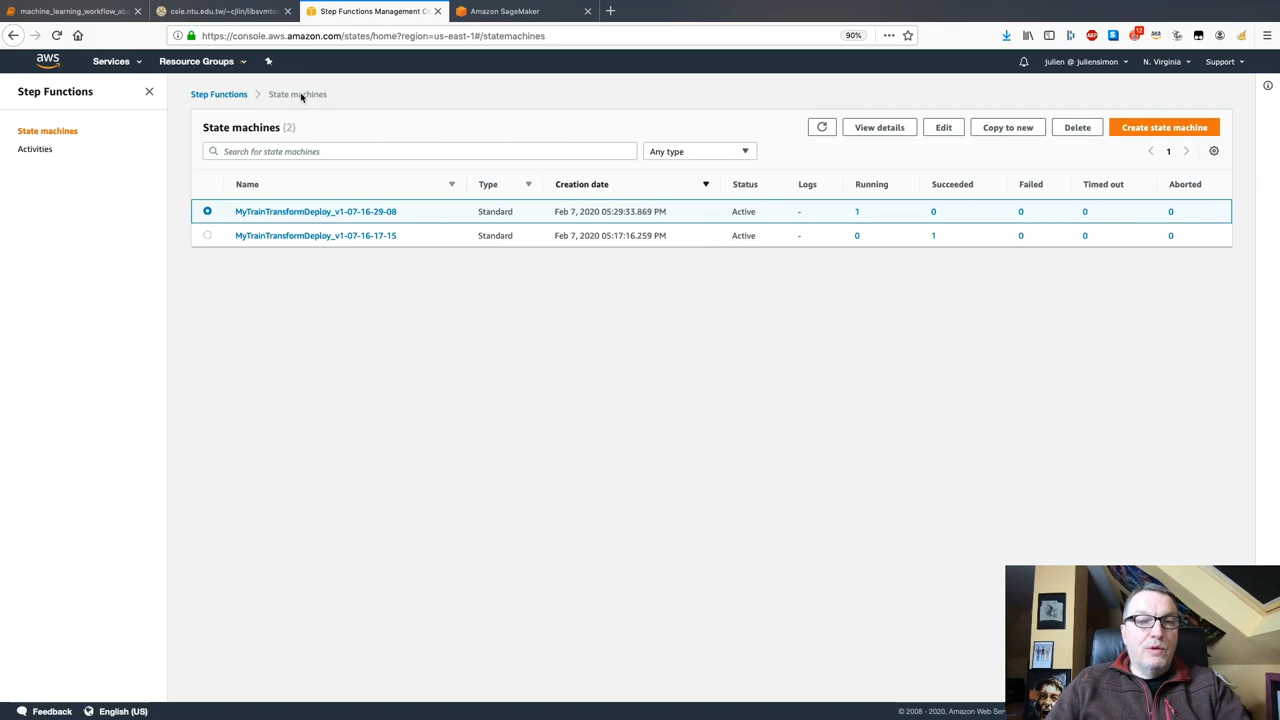 machine_learning_workflow_aba
csie.ntu.edu.tw/~cjlin/libsvmto
Step Functions Management C
Amazon SageMaker
https://console.aws.amazon.com/states/home?region=us-east-1#/statemachines
90%
12
aws
Services
Resource Groups
julien @ juliensimon
N. Virginia
Support
Step Functions
State machines
Activities
Step Functions
State machines
State machines (2)
View details
Edit
Copy to new
Delete
Create state machine
Search for state machines
Any type
1
Name Type Creation date Status Logs Running Succeeded Failed Timed out Aborted
MyTrainTransformDeploy_v1-07-16-29-08 Standard Feb 7, 2020 05:29:33.869 PM Active - 1 0 0 0 0
MyTrainTransformDeploy_v1-07-16-17-15 Standard Feb 7, 2020 05:17:16.259 PM Active - 0 1 0 0 0
Feedback
English (US)
© 2008 - 2020, Amazon Web Ser